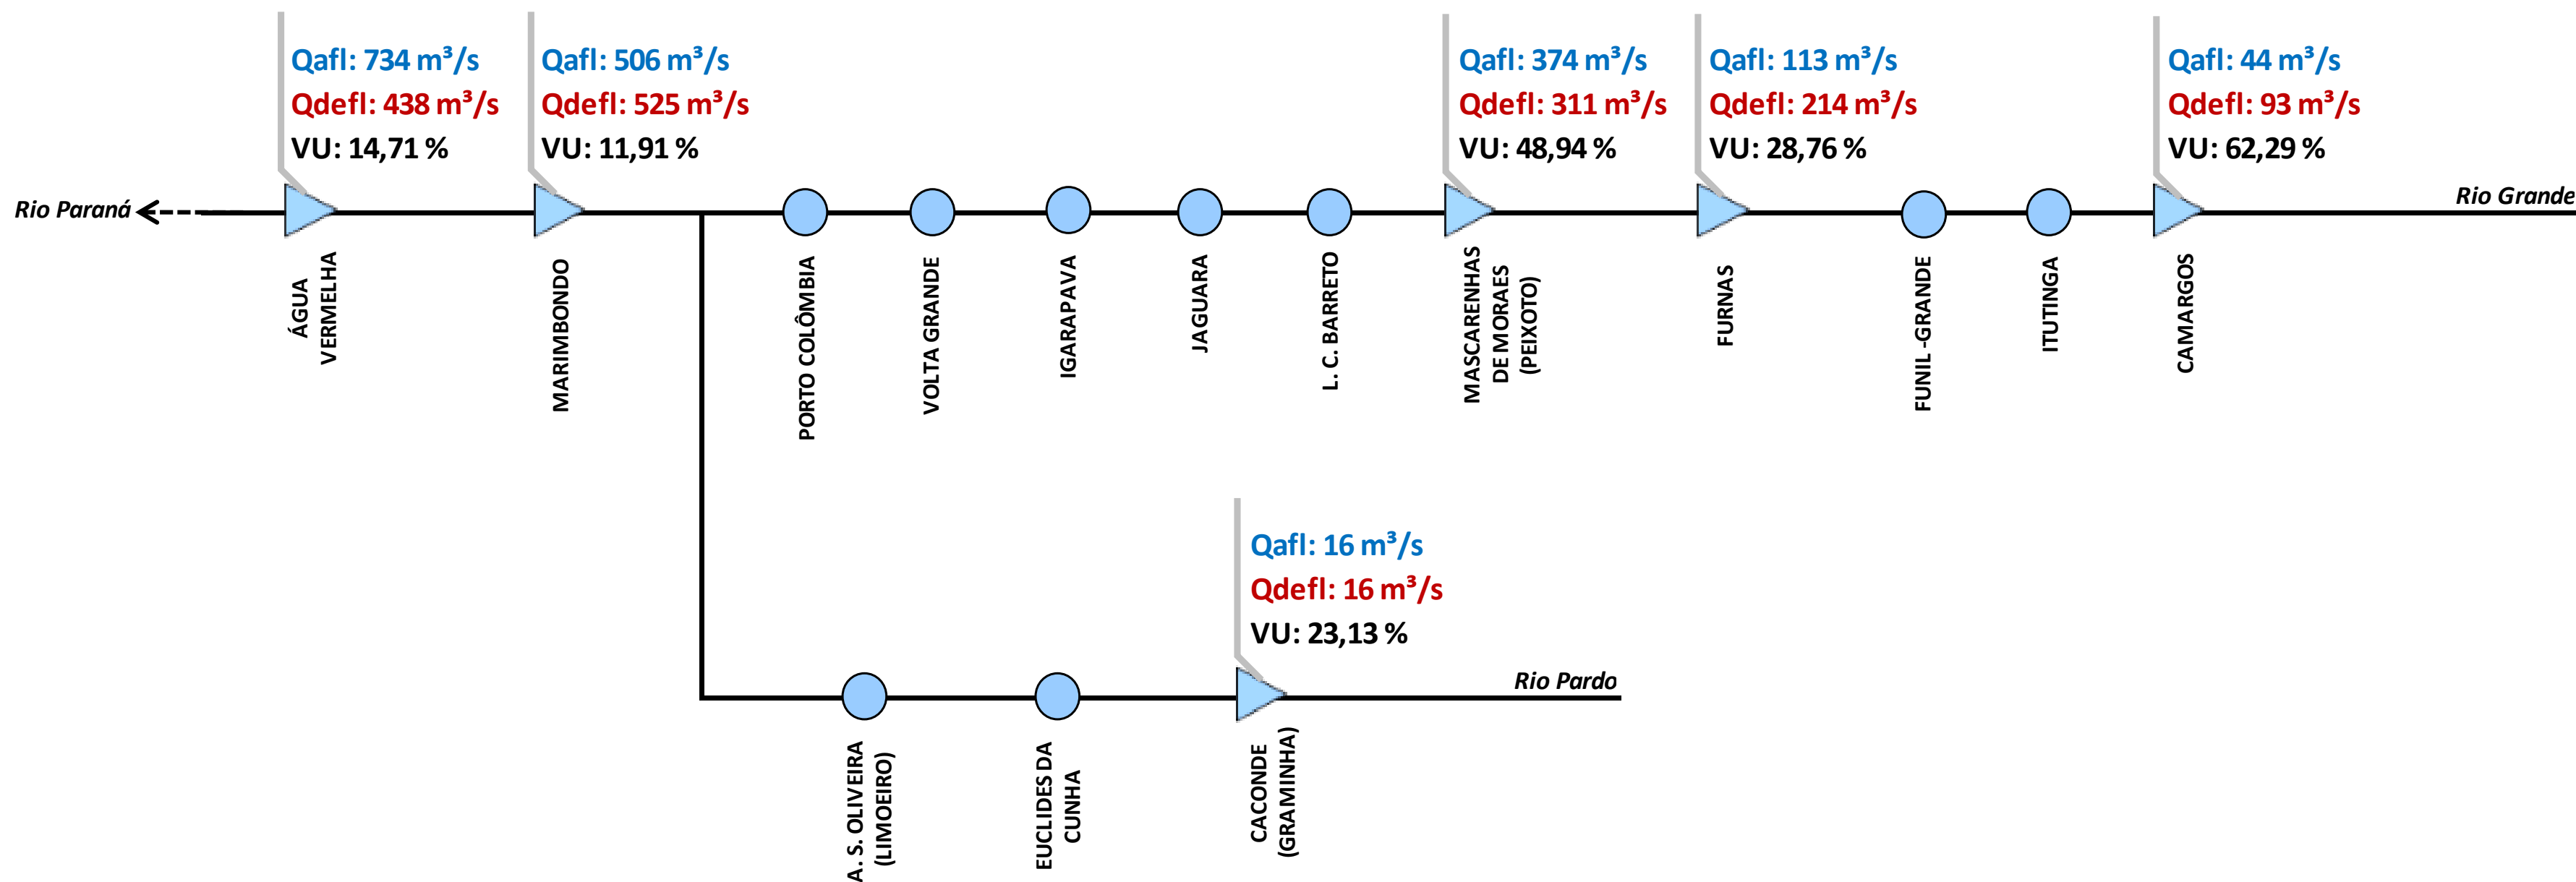 Qafl: 734 m³/s
Qdefl: 438 m³/s
VU: 14,71 %
Qafl: 506 m³/s
Qdefl: 525 m³/s
VU: 11,91 %
Qafl: 374 m³/s
Qdefl: 311 m³/s
VU: 48,94 %
Qafl: 113 m³/s
Qdefl: 214 m³/s
VU: 28,76 %
Qafl: 44 m³/s
Qdefl: 93 m³/s
VU: 62,29 %
Rio Paraná
Rio Grande
ÁGUA
VERMELHA
MARIMBONDO
PORTO COLÔMBIA
VOLTA GRANDE
IGARAPAVA
JAGUARA
L. C. BARRETO
MASCARENHAS
DE MORAES
(PEIXOTO)
FURNAS
FUNIL -GRANDE
ITUTINGA
CAMARGOS
Qafl: 16 m³/s
Qdefl: 16 m³/s
VU: 23,13 %
Rio Pardo
A. S. OLIVEIRA
(LIMOEIRO)
EUCLIDES DA
CUNHA
CACONDE
(GRAMINHA)